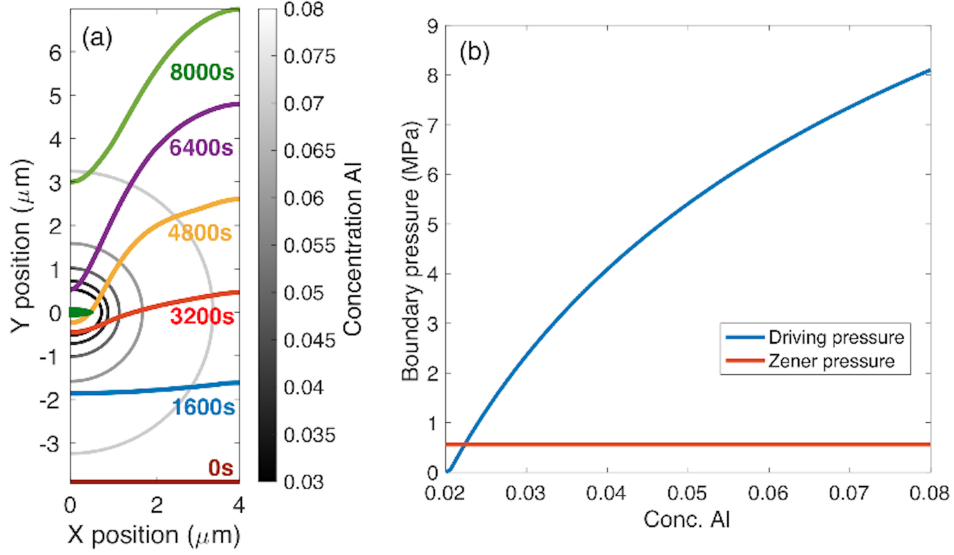 (a)
7
6
5
4
3
2
1
0
-1
-2
-3
Y position (μm)
0
2
4
X position (μm)
8000s
6400s
4800s
3200s
1600s
0s
0.08
0.075
0.07
0.065
0.06
0.055
0.05
0.045
0.04
0.035
0.03
Concentration Al
(b)
9
8
7
6
5
4
3
2
1
0
Boundary pressure (MPa)
0.02
0.03
0.04
0.05
0.06
0.07
0.08
Conc. Al
Driving pressure
Zener pressure